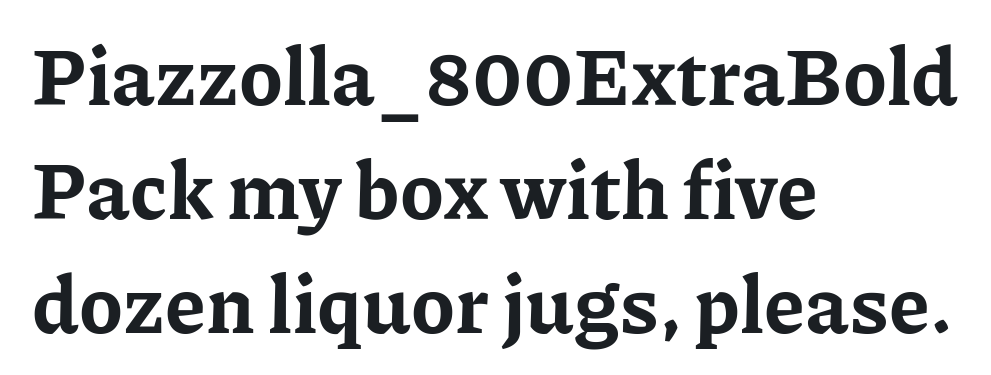 Piazzolla_800ExtraBold
Pack my box with five
dozen liquor jugs, please.